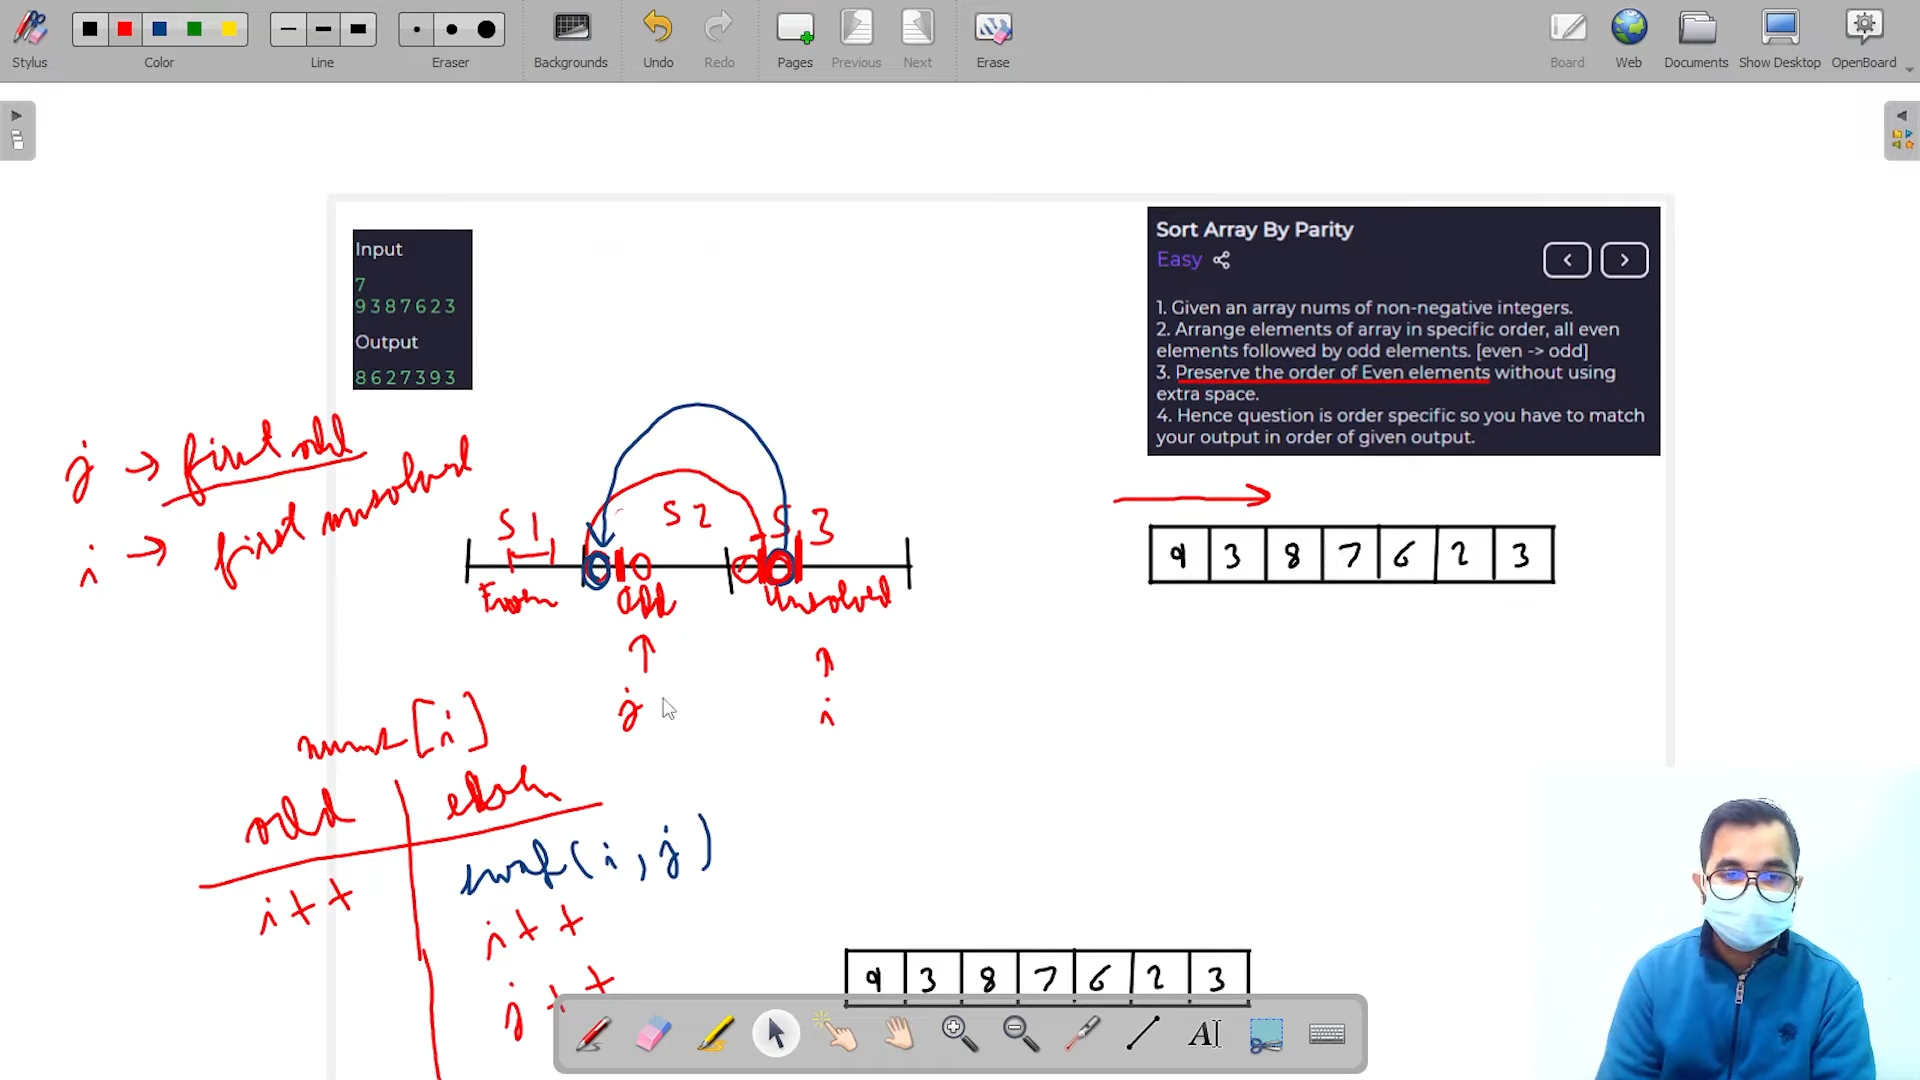 Stylus
Color
Line
Eraser
Backgrounds
Undo
Redo
Pages
Previous
Next
Erase
Board
Web
Documents
Show Desktop
OpenBoard
Input
7
9 3 8 7 6 2 3
Output
8 6 2 7 3 9 3
Sort Array By Parity
Easy
1. Given an array nums of non-negative integers.
2. Arrange elements of array in specific order, all even
elements followed by odd elements. [even -> odd]
3. Preserve the order of Even elements without using
extra space.
4. Hence question is order specific so you have to match
your output in order of given output.
j → first odd
i → first unsolved
S1 S2 S3
Even odd Unsolved
j i
9 3 8 7 6 2 3
nums[i]
odd even
swap(i, j)
i++ i++
j++
9 3 8 7 6 2 3